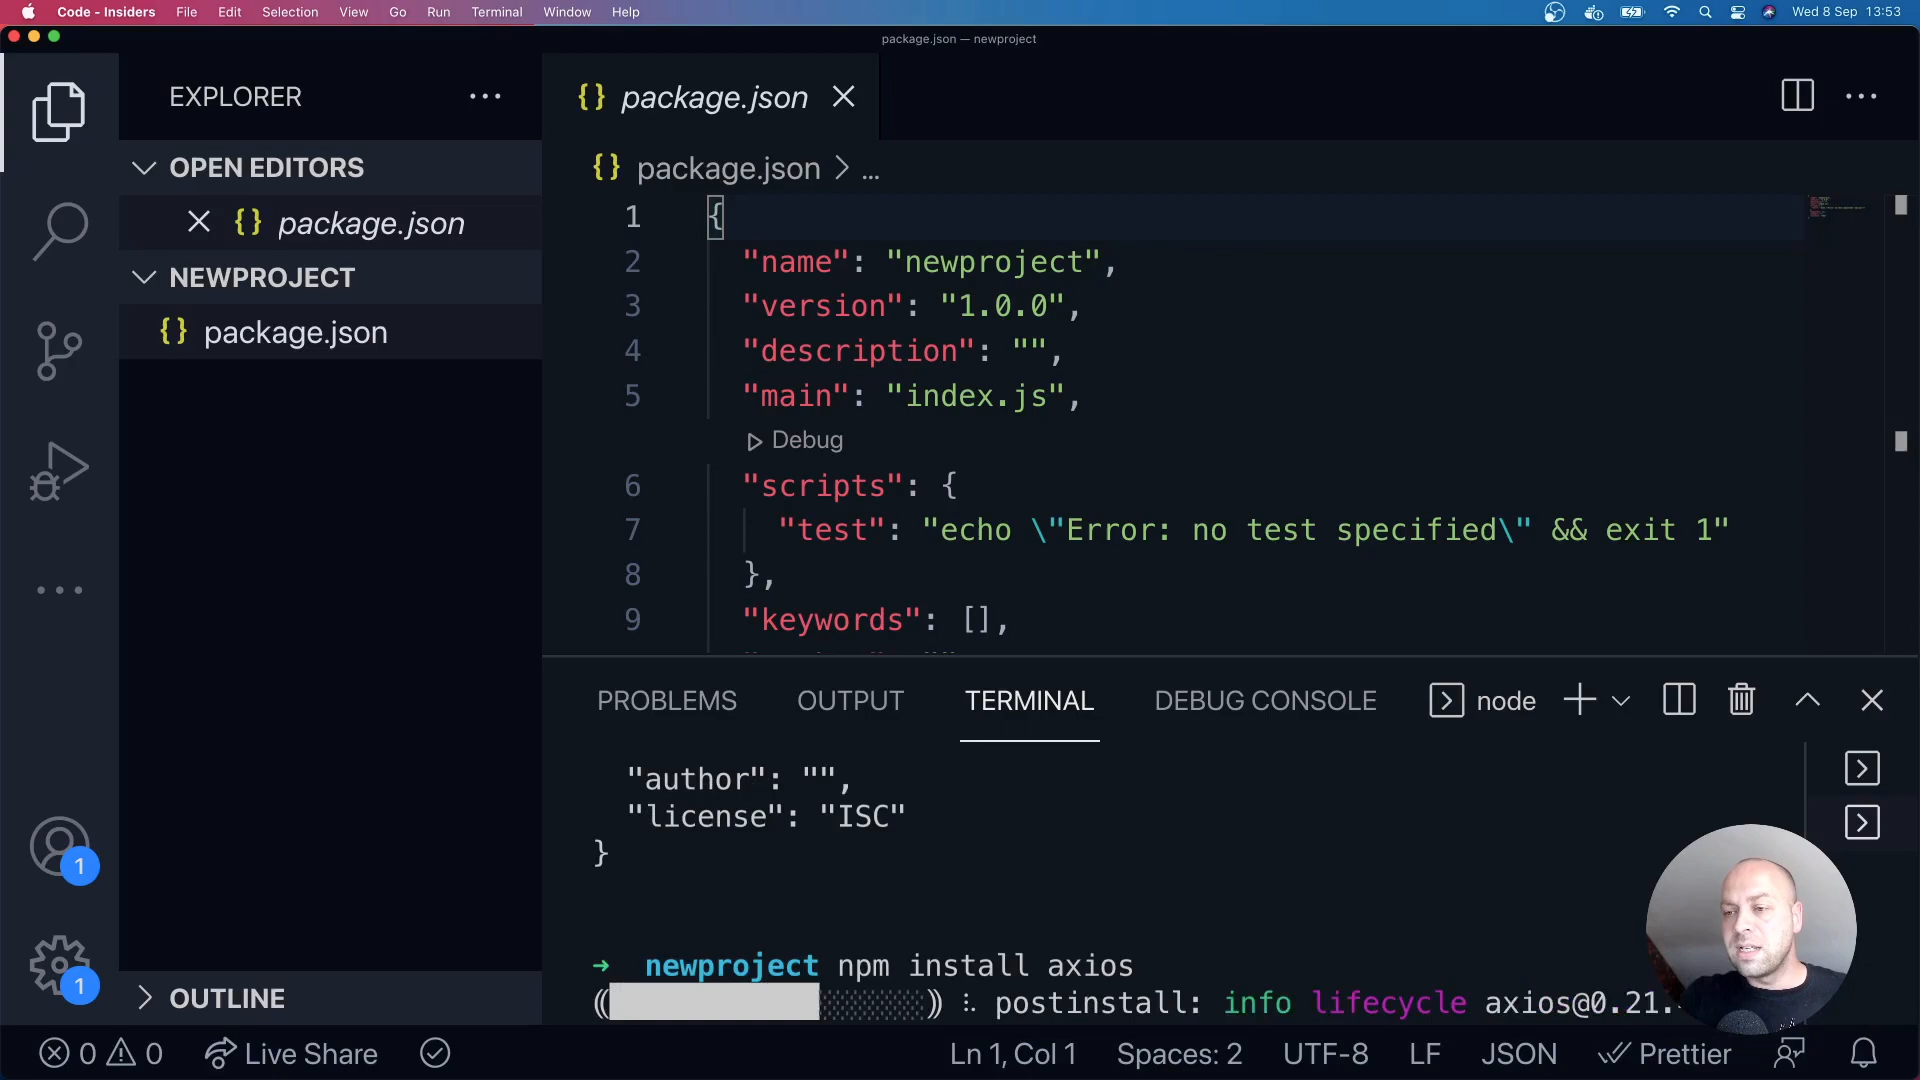 Code - Insiders File Edit Selection View Go Run Terminal Window Help Wed 8 Sep 13:53
package.json — newproject
EXPLORER
package.json
OPEN EDITORS
package.json
NEWPROJECT
package.json
OUTLINE
1
1
package.json > ...
1 {
2 "name": "newproject",
3 "version": "1.0.0",
4 "description": "",
5 "main": "index.js",
Debug
6 "scripts": {
7 "test": "echo \"Error: no test specified\" && exit 1"
8 },
9 "keywords": [],
PROBLEMS OUTPUT TERMINAL DEBUG CONSOLE node
"author": "",
"license": "ISC"
}
➜ newproject npm install axios
postinstall: info lifecycle axios@0.21.
0 0 Live Share Ln 1, Col 1 Spaces: 2 UTF-8 LF JSON Prettier